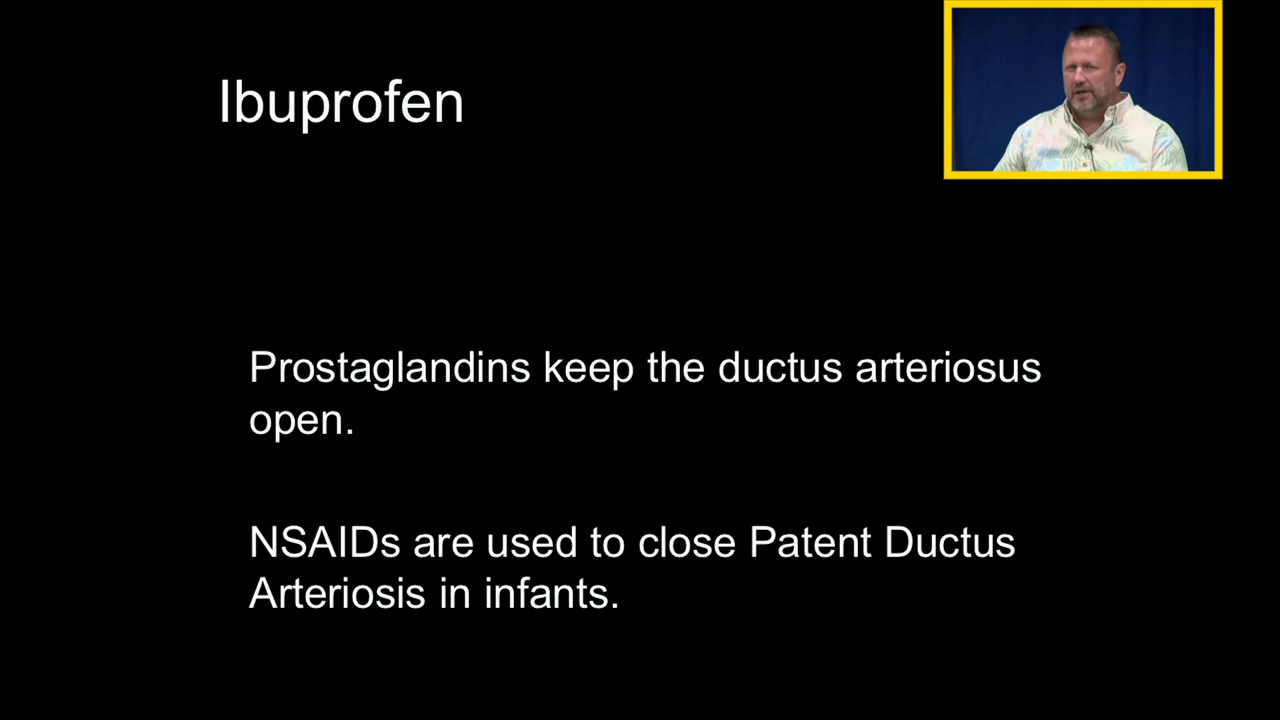 Ibuprofen
Prostaglandins keep the ductus arteriosus
open.
NSAIDs are used to close Patent Ductus
Arteriosis in infants.